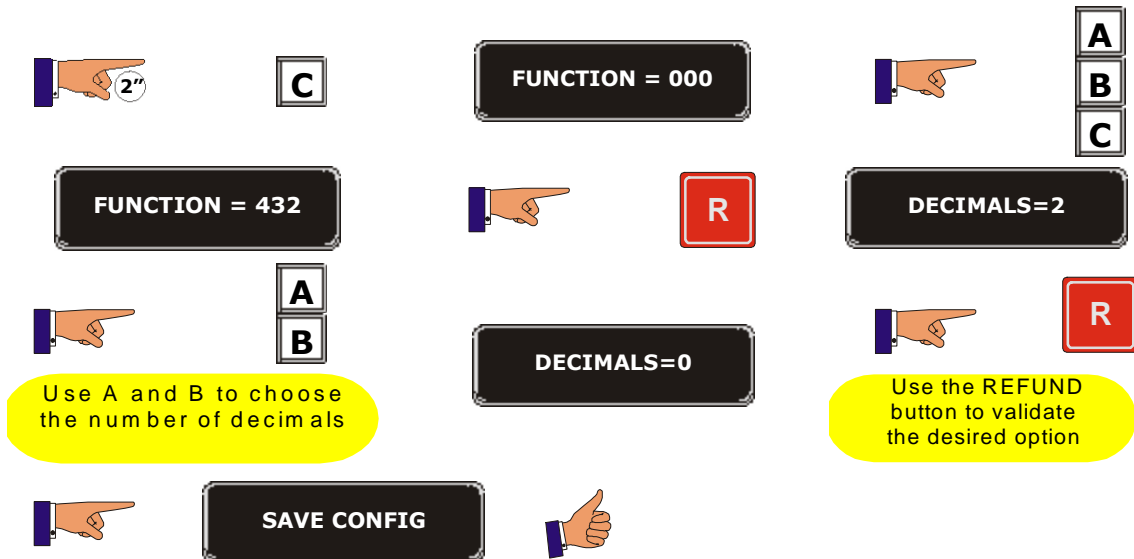 2”
C
FUNCTION = 000
A
B
C
FUNCTION = 432
R
DECIMALS=2
A
B
DECIMALS=0
R
Use A and B to choose
the number of decimals
Use the REFUND
button to validate
the desired option
SAVE CONFIG